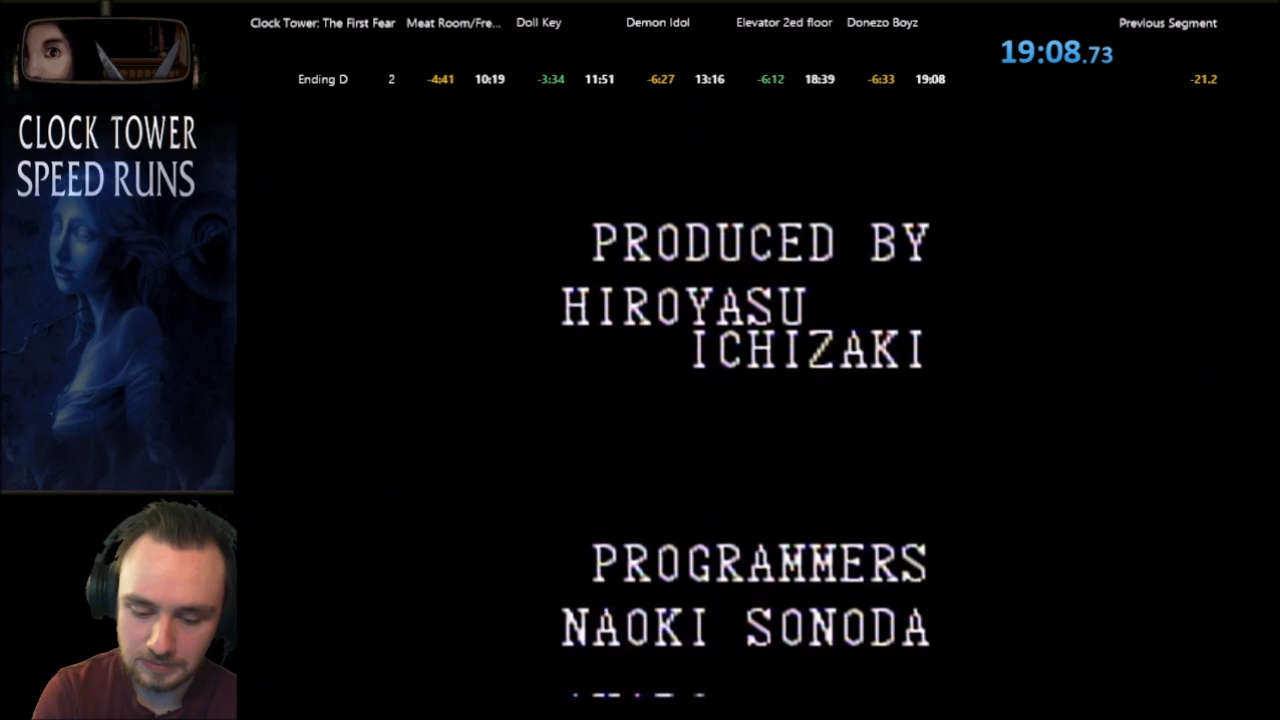 Clock Tower: The First Fear Meat Room/Fre... Doll Key Demon Idol Elevator 2ed floor Donezo Boyz Previous Segment
19:08.73
Ending D 2 -4:41 10:19 -3:34 11:51 -6:27 13:16 -6:12 18:39 -6:33 19:08 -21.2
CLOCK TOWER
SPEED RUNS
PRODUCED BY
HIROYASU
ICHIZAKI
PROGRAMMERS
NAOKI SONODA